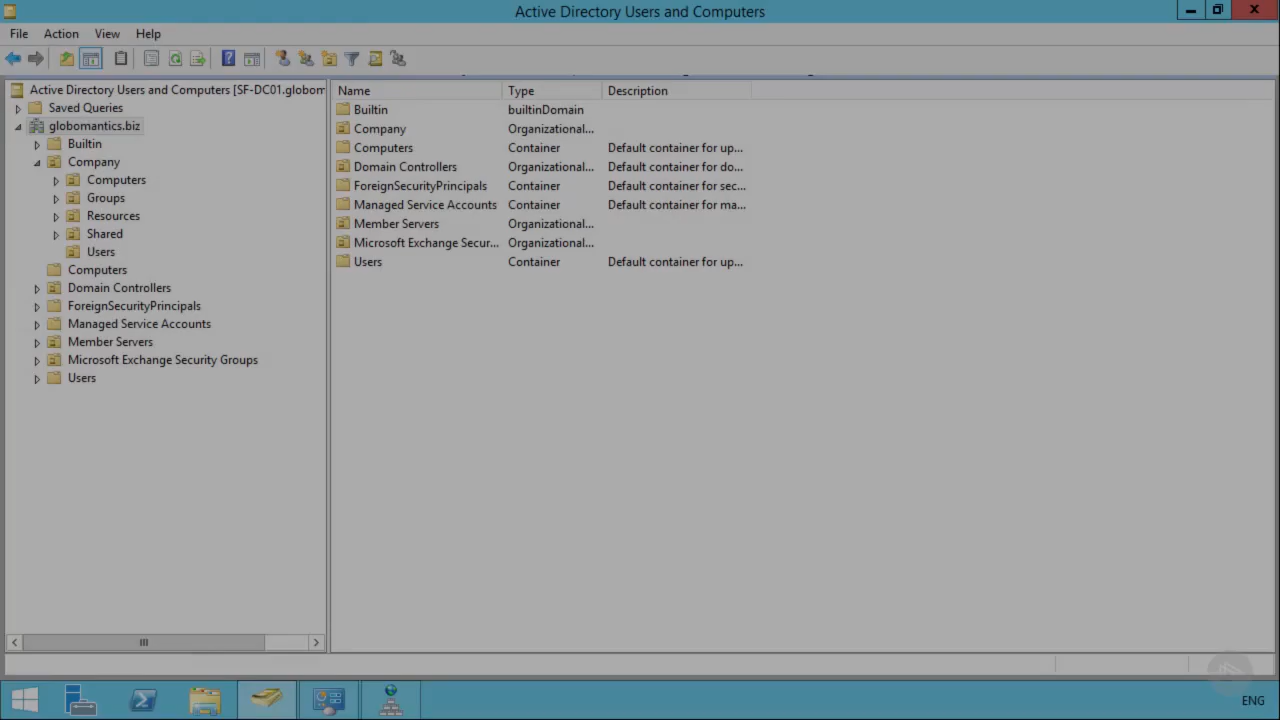 Active Directory Users and Computers
File Action View Help
Active Directory Users and Computers [SF-DC01.globom
Saved Queries
globomantics.biz
Builtin
Company
Computers
Groups
Resources
Shared
Users
Computers
Domain Controllers
ForeignSecurityPrincipals
Managed Service Accounts
Member Servers
Microsoft Exchange Security Groups
Users
Name Type Description
Builtin builtinDomain
Company Organizational...
Computers Container Default container for up...
Domain Controllers Organizational... Default container for do...
ForeignSecurityPrincipals Container Default container for sec...
Managed Service Accounts Container Default container for ma...
Member Servers Organizational...
Microsoft Exchange Secur... Organizational...
Users Container Default container for up...
ENG